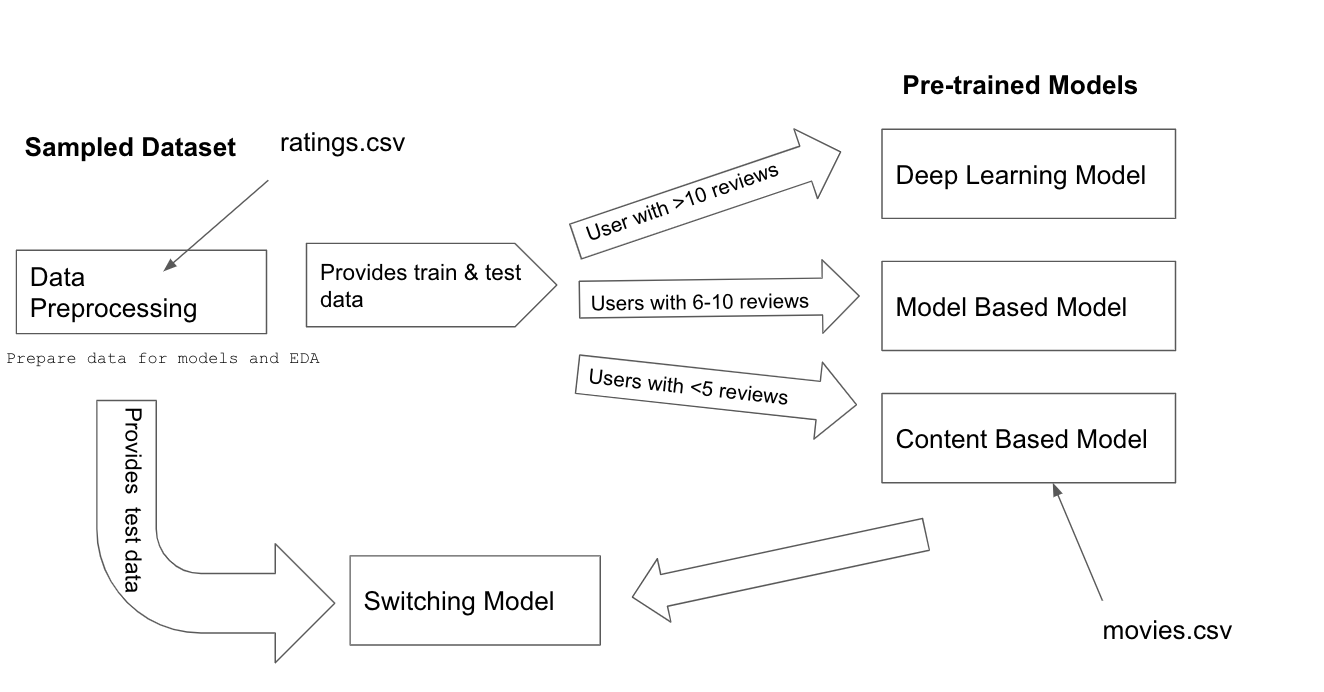 Pre-trained Models
Sampled Dataset
ratings.csv
User with >10 reviews
Deep Learning Model
Data
Preprocessing
Provides train & test
data
Users with 6-10 reviews
Model Based Model
Prepare data for models and EDA
Users with <5 reviews
Content Based Model
Provides  test data
Switching Model
movies.csv